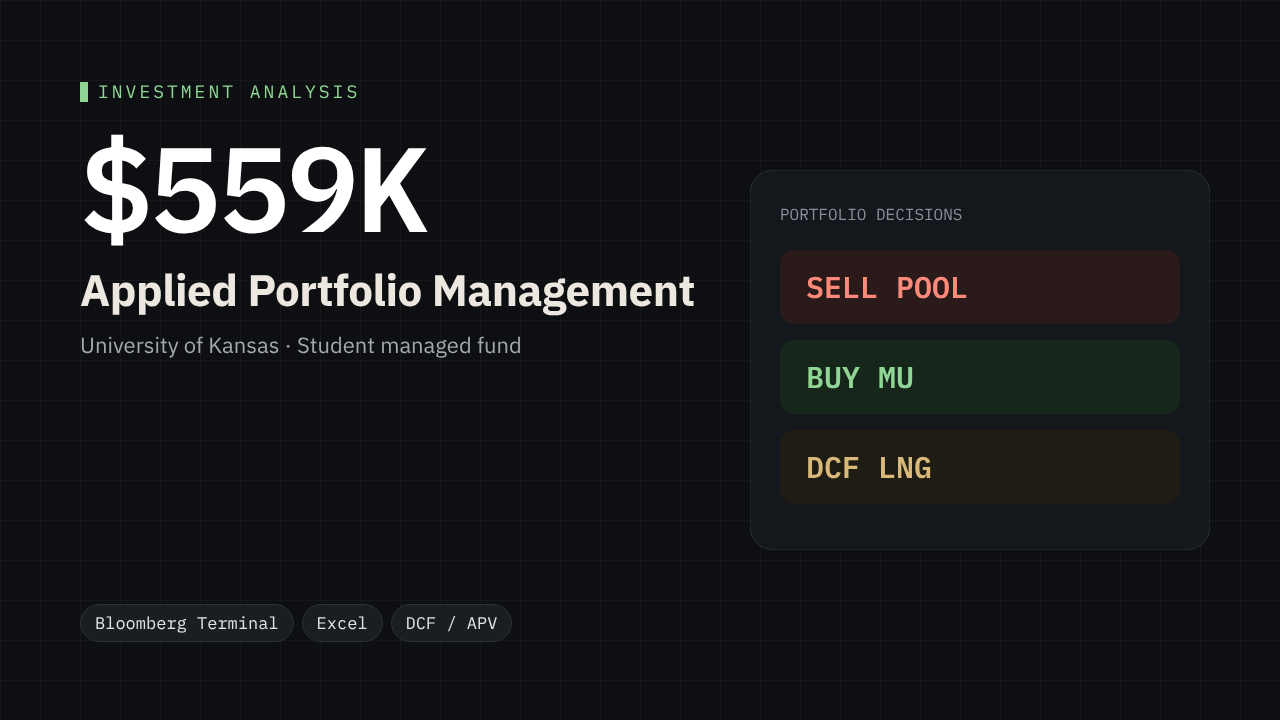 INVESTMENT ANALYSIS
$559K
Applied Portfolio Management
University of Kansas · Student managed fund
PORTFOLIO DECISIONS
SELL POOL
BUY MU
DCF LNG
Bloomberg Terminal
Excel
DCF / APV